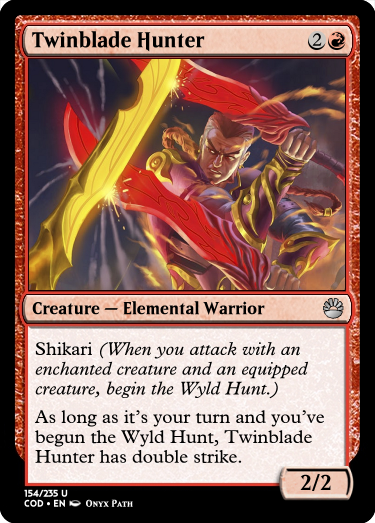 Twinblade Hunter 2
Creature — Elemental Warrior
Shikari (When you attack with an
enchanted creature and an equipped
creature, begin the Wyld Hunt.)
As long as it's your turn and you've
begun the Wyld Hunt, Twinblade
Hunter has double strike.
2/2
154/235 U
COD • EN Onyx Path